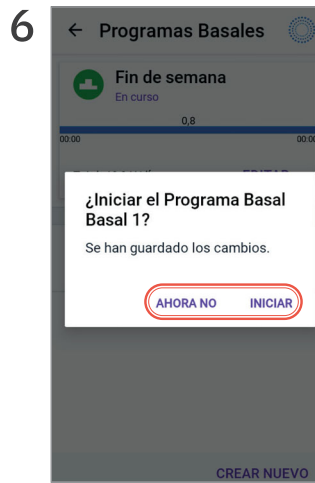 6
Programas Basales
Fin de semana
En curso
0,8
00:00 00:00
¿Iniciar el Programa Basal
Basal 1?
Se han guardado los cambios.
AHORA NO INICIAR
CREAR NUEVO